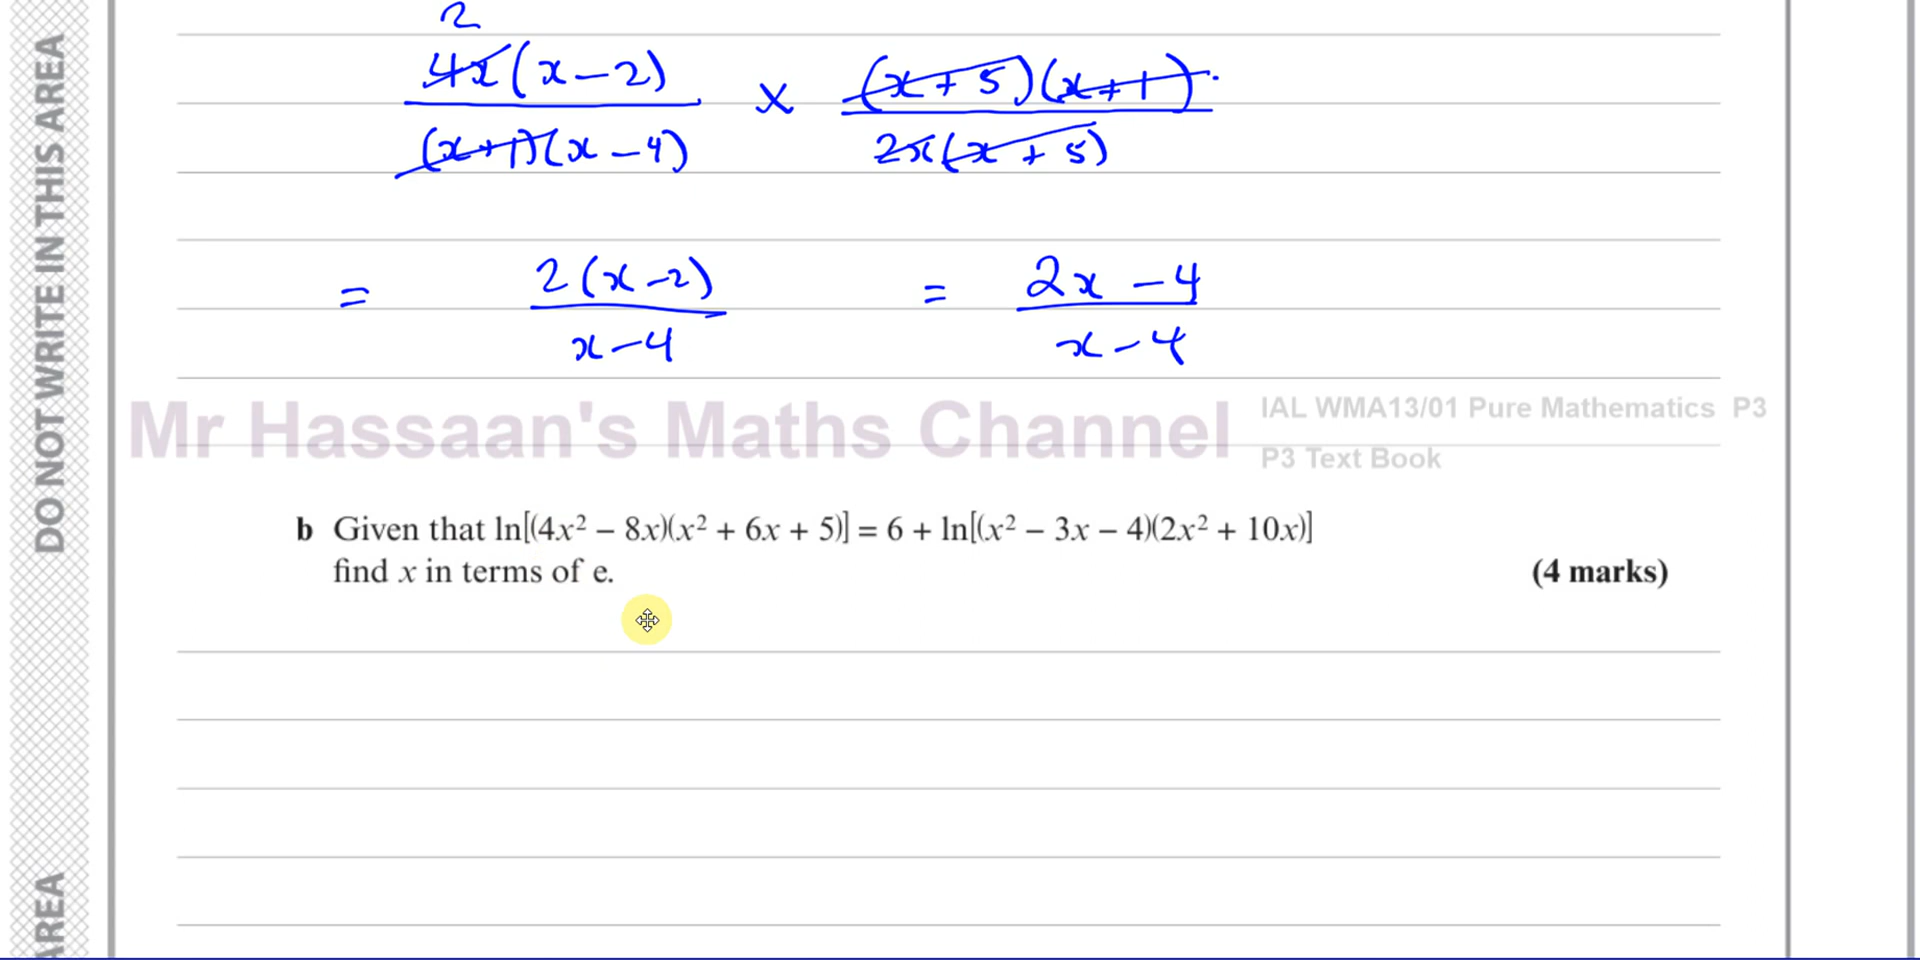 2
4x(x-2) × (x+5)(x+1)
(x+1)(x-4) 2x(x+5)
= 2(x-2) = 2x-4
x-4 x-4
Mr Hassaan's Maths Channel
IAL WMA13/01 Pure Mathematics P3
P3 Text Book
b Given that ln[(4x² – 8x)(x² + 6x + 5)] = 6 + ln[(x² – 3x – 4)(2x² + 10x)]
find x in terms of e.
(4 marks)
DO NOT WRITE IN THIS AREA
AREA